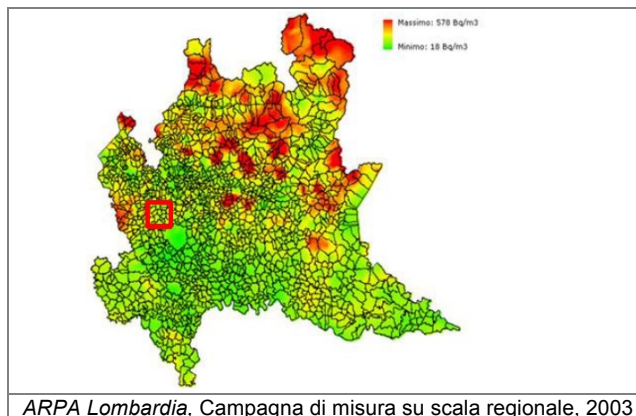 Massimo: 578 Bq/m3
Minimo: 18 Bq/m3
ARPA Lombardia, Campagna di misura su scala regionale, 2003